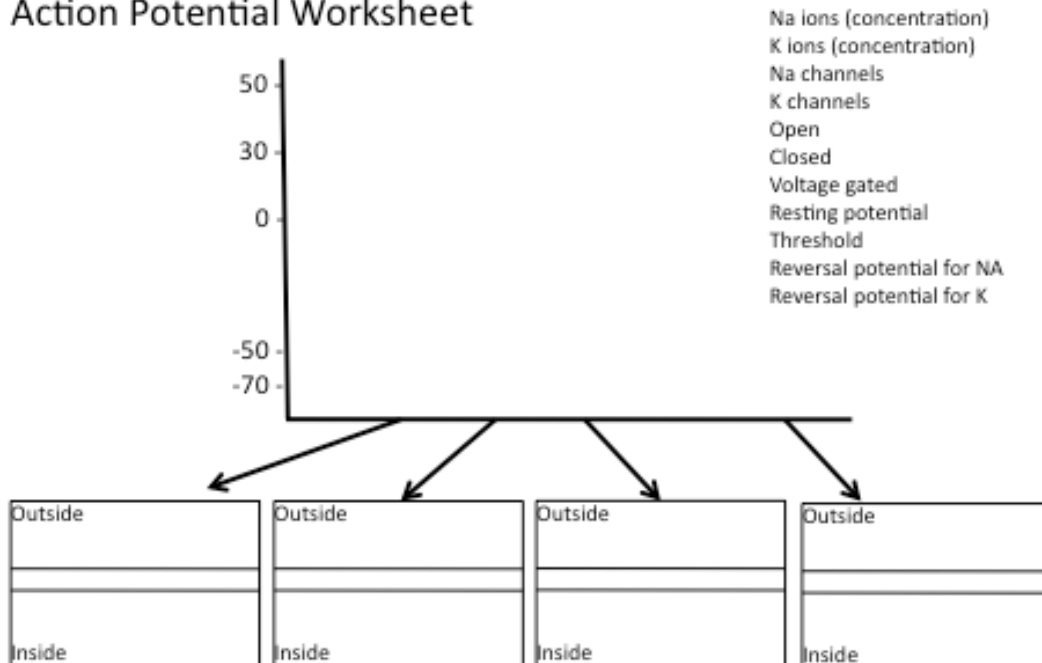 Action Potential Worksheet
Na ions (concentration)
K ions (concentration)
Na channels
K channels
Open
Closed
Voltage gated
Resting potential
Threshold
Reversal potential for NA
Reversal potential for K
50
30
0
-50
-70
Outside
Outside
Outside
Outside
Inside
Inside
Inside
Inside